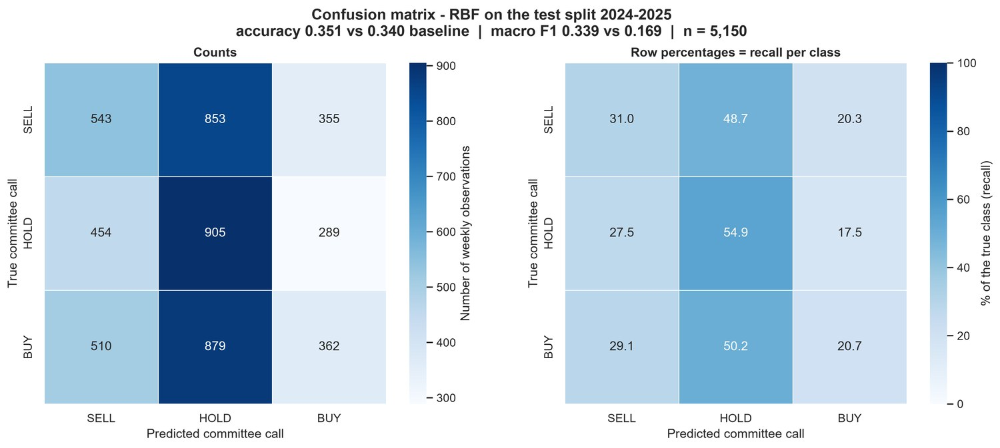 Confusion matrix - RBF on the test split 2024-2025
accuracy 0.351 vs 0.340 baseline | macro F1 0.339 vs 0.169 | n = 5,150
Counts
True committee call
SELL
543
853
355
HOLD
454
905
289
BUY
510
879
362
SELL
HOLD
BUY
Predicted committee call
900
800
700
600
500
400
300
Number of weekly observations
Row percentages = recall per class
True committee call
SELL
31.0
48.7
20.3
HOLD
27.5
54.9
17.5
BUY
29.1
50.2
20.7
SELL
HOLD
BUY
Predicted committee call
100
80
60
40
20
0
% of the true class (recall)